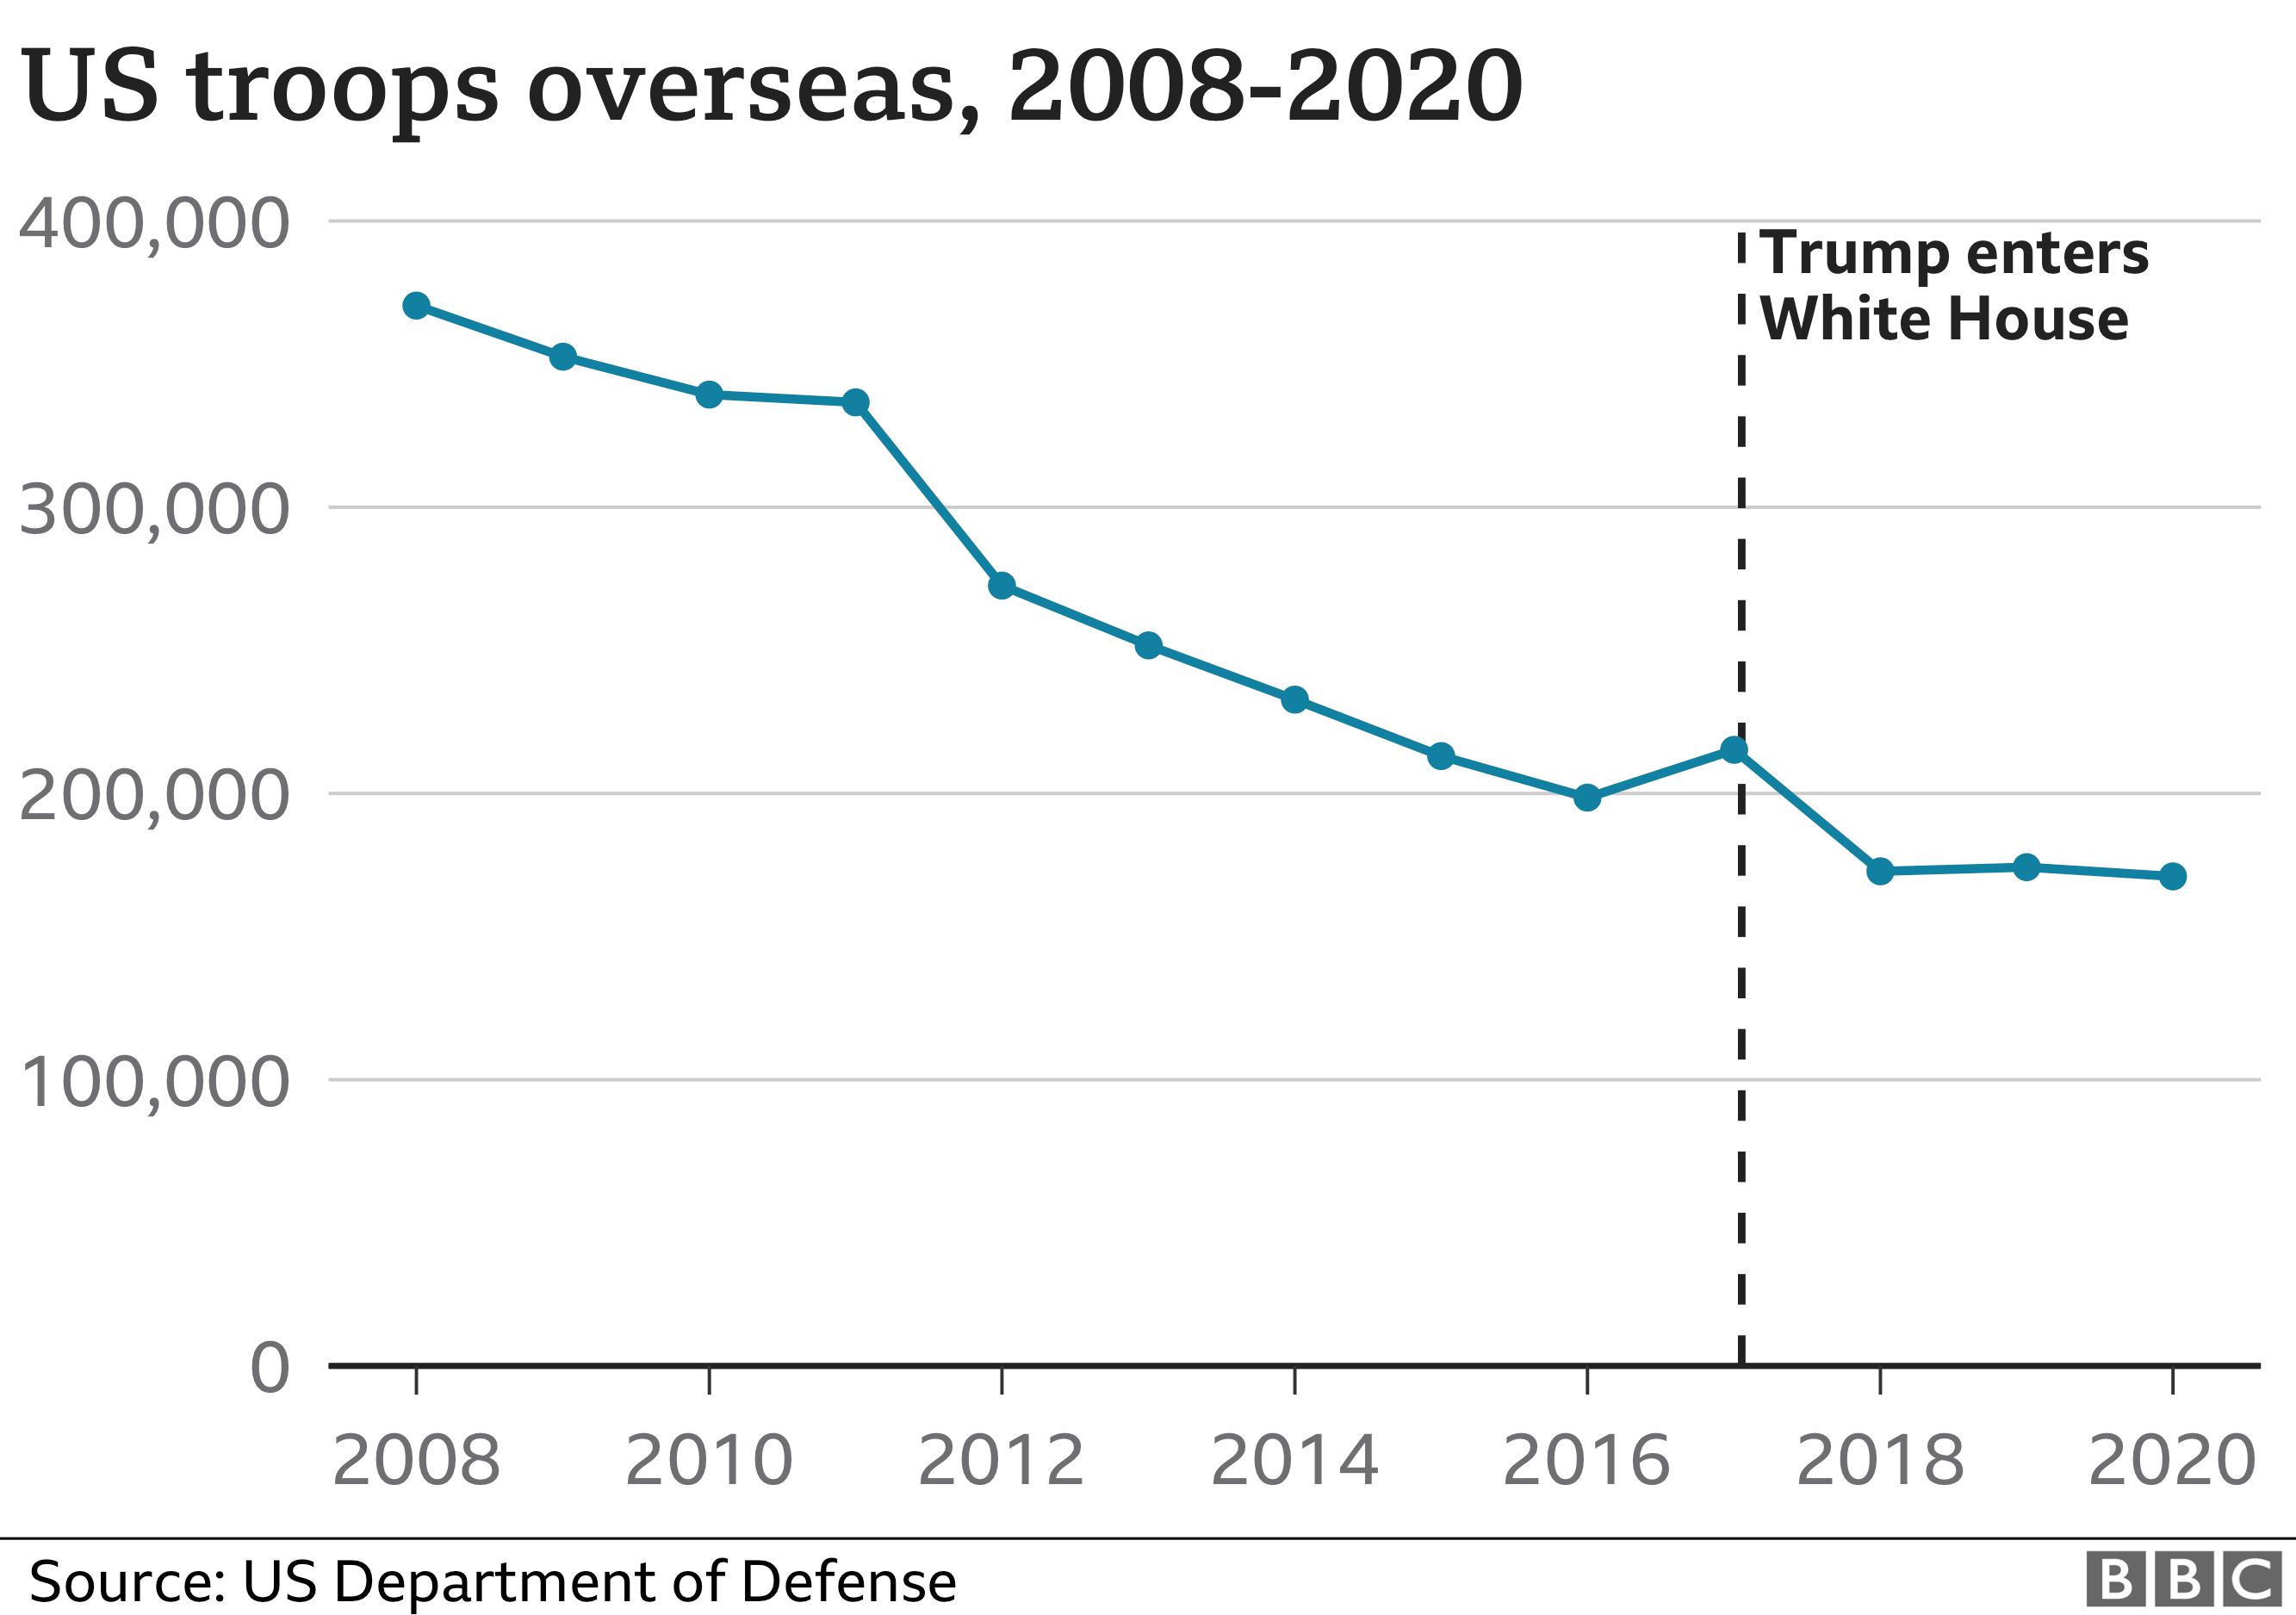 US troops overseas, 2008-2020
400,000
Trump enters
White House
300,000
200,000
100,000
0
2008 2010 2012 2014 2016 2018 2020
Source: US Department of Defense
BBC